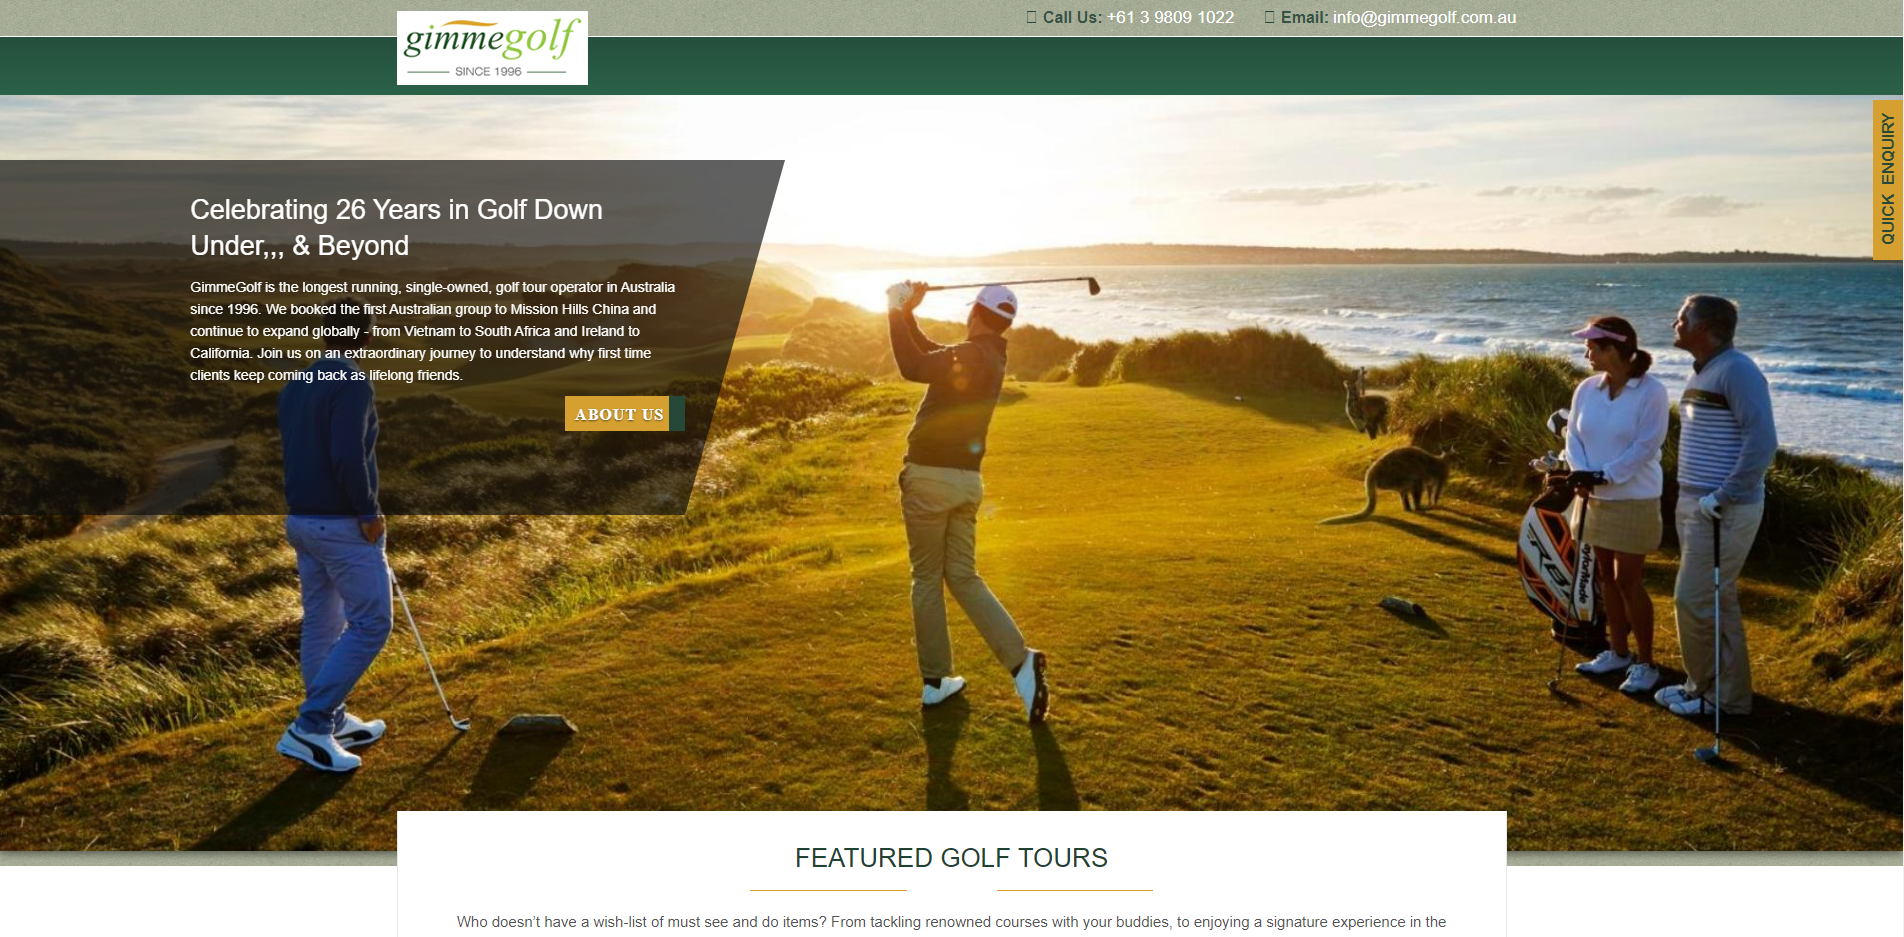 Call Us: +61 3 9809 1022
Email: info@gimmegolf.com.au
gimmegolf
SINCE 1996
QUICK ENQUIRY
Celebrating 26 Years in Golf Down
Under,,, & Beyond
GimmeGolf is the longest running, single-owned, golf tour operator in Australia
since 1996. We booked the first Australian group to Mission Hills China and
continue to expand globally - from Vietnam to South Africa and Ireland to
California. Join us on an extraordinary journey to understand why first time
clients keep coming back as lifelong friends.
ABOUT US
TaylorMade
FEATURED GOLF TOURS
Who doesn’t have a wish-list of must see and do items? From tackling renowned courses with your buddies, to enjoying a signature experience in the